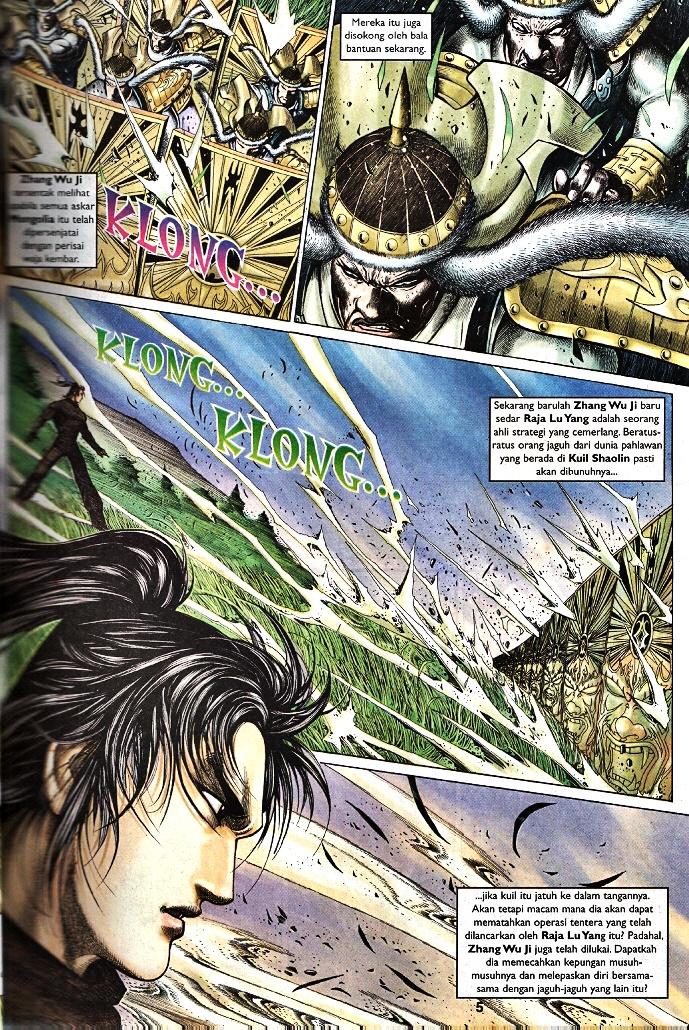 Mereka itu juga
disokong oleh bala
bantuan sekarang.
Zhang Wu Ji
tersentak melihat
apabila semua askar
Mongolia itu telah
dipersenjatai
dengan perisai
waja kembar.
KLONG...
KLONG...
KLONG...
Sekarang barulah Zhang Wu Ji baru
sedar Raja Lu Yang adalah seorang
ahli strategi yang cemerlang. Beratus-
ratus orang jaguh dari dunia pahlawan
yang berada di Kuil Shaolin pasti
akan dibunuhnya...
...jika kuil itu jatuh ke dalam tangannya.
Akan tetapi macam mana dia akan dapat
mematahkan operasi tentera yang telah
dilancarkan oleh Raja Lu Yang itu? Padahal,
Zhang Wu Ji juga telah dilukai. Dapatkah
dia memecahkan kepungan musuh-
musuhnya dan melepaskan diri bersama-
sama dengan jaguh-jaguh yang lain itu?
5